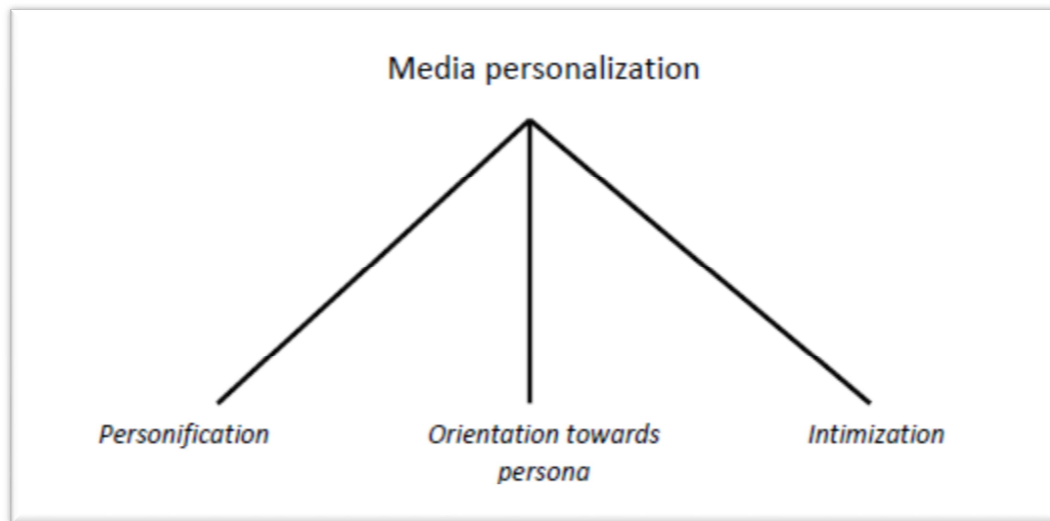 Media personalization
Personification
Orientation towards
persona
Intimization